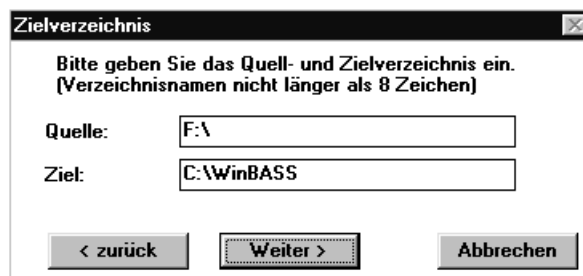 Zielverzeichnis
Bitte geben Sie das Quell- und Zielverzeichnis ein.
(Verzeichnisnamen nicht länger als 8 Zeichen)
Quelle: F:\
Ziel: C:\WinBASS
< zurück Weiter > Abbrechen